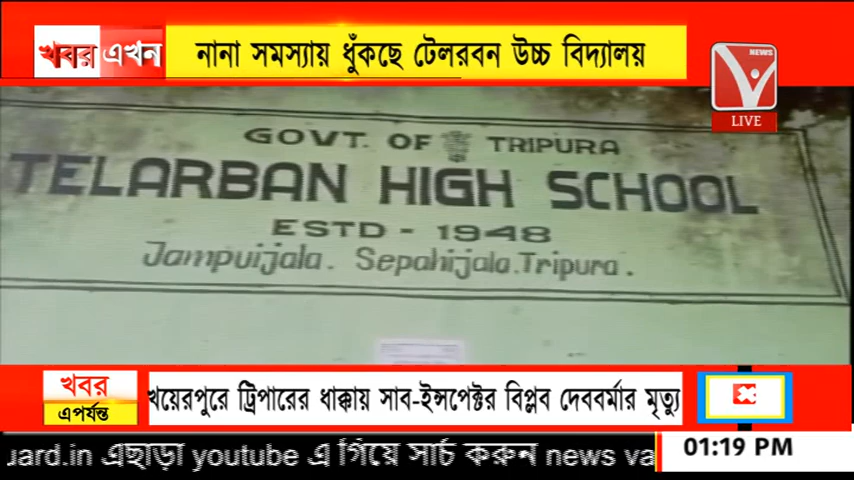 খবর এখন
নানা সমস্যায় ধুঁকছে টেলরবন উচ্চ বিদ্যালয়
NEWS
LIVE
GOVT. OF TRIPURA
TELARBAN HIGH SCHOOL
ESTD - 1948
Jampuijala. Sepahijala. Tripura.
খবর
এপর্যন্ত
খয়েরপুরে ট্রিপারের ধাক্কায় সাব-ইন্সপেক্টর বিপ্লব দেববর্মার মৃত্যু
uard.in এছাড়া youtube এ গিয়ে সার্চ করুন news va
01:19 PM